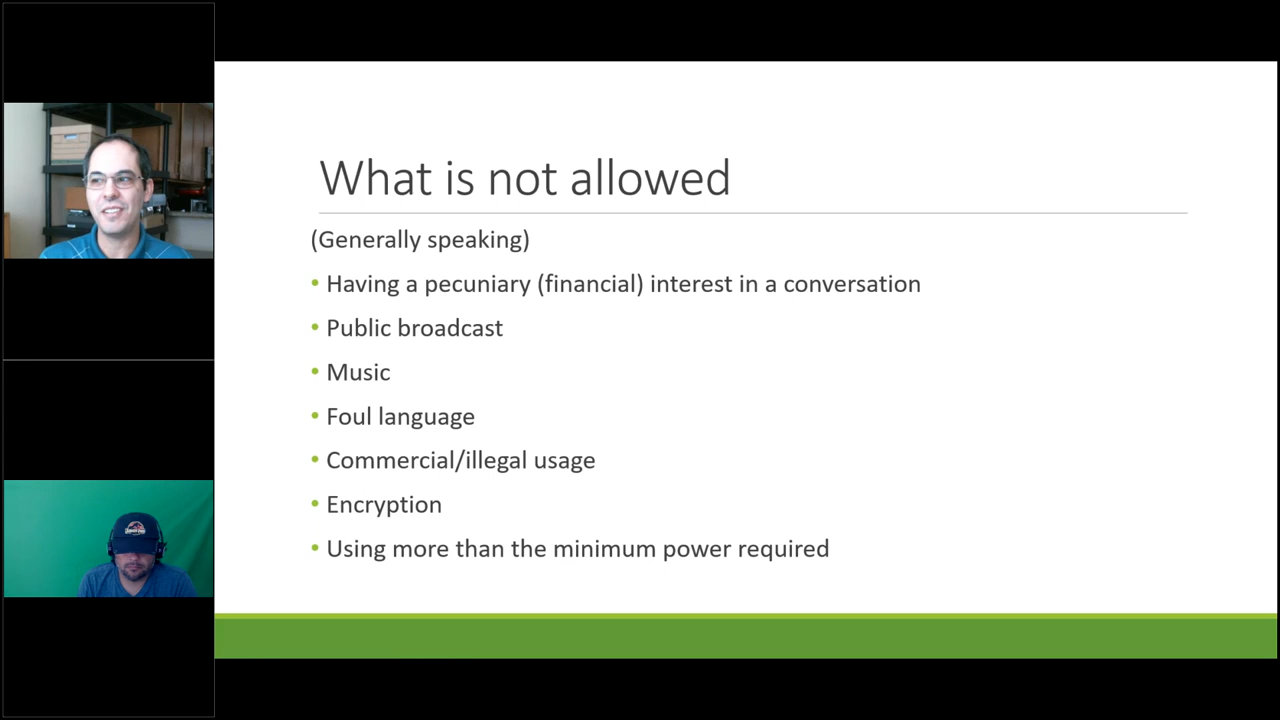 What is not allowed
(Generally speaking)
• Having a pecuniary (financial) interest in a conversation
• Public broadcast
• Music
• Foul language
• Commercial/illegal usage
• Encryption
• Using more than the minimum power required